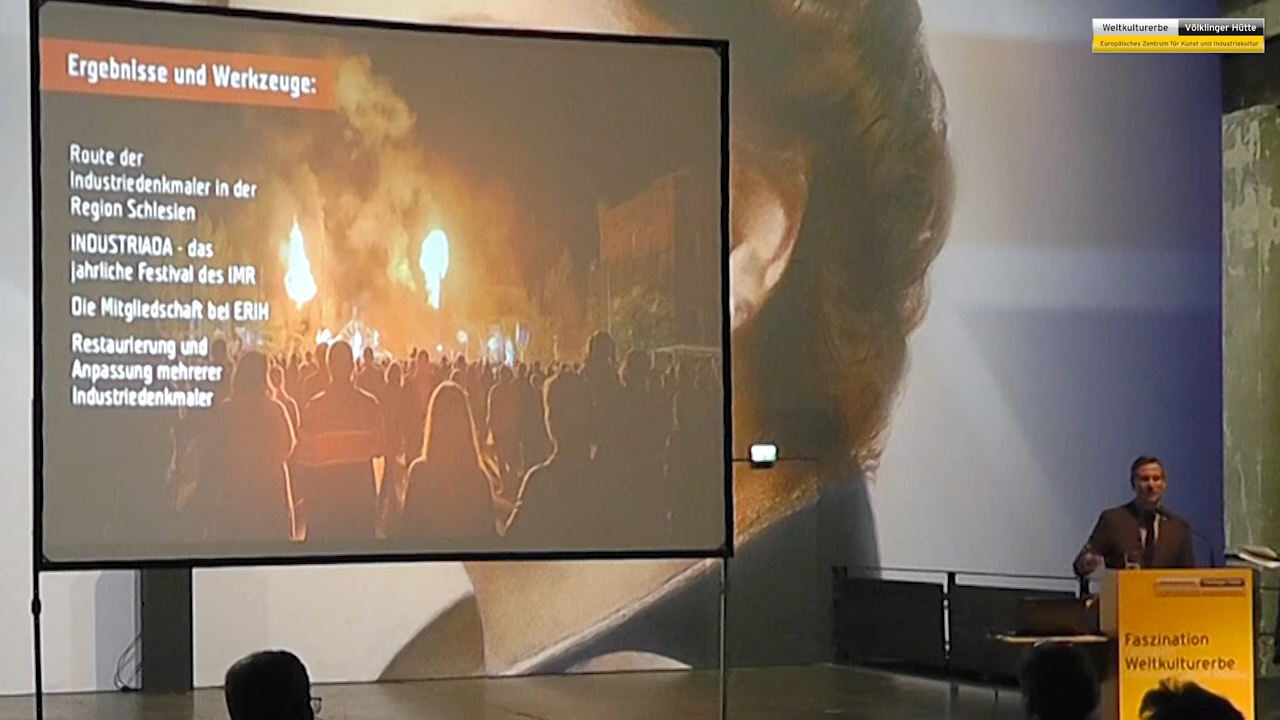 Ergebnisse und Werkzeuge:
Route der
Industriedenkmaler in der
Region Schlesien
INDUSTRIADA - das
jahrliche Festival des IMR
Die Mitgliedschaft bei ERIH
Restaurierung und
Anpassung mehrerer
Industriedenkmaler
Weltkulturerbe Völklinger Hütte
Europäisches Zentrum für Kunst und Industriekultur
Faszination
Weltkulturerbe